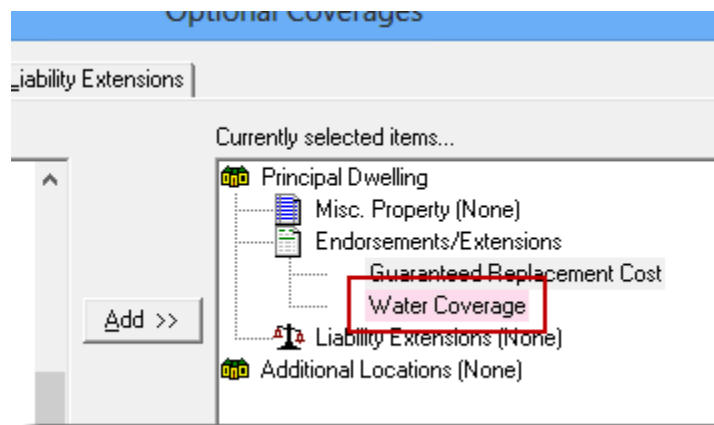 Optional Coverages
Liability Extensions
Currently selected items...
Principal Dwelling
Misc. Property (None)
Endorsements/Extensions
Guaranteed Replacement Cost
Water Coverage
Add >>
Liability Extensions (None)
Additional Locations (None)